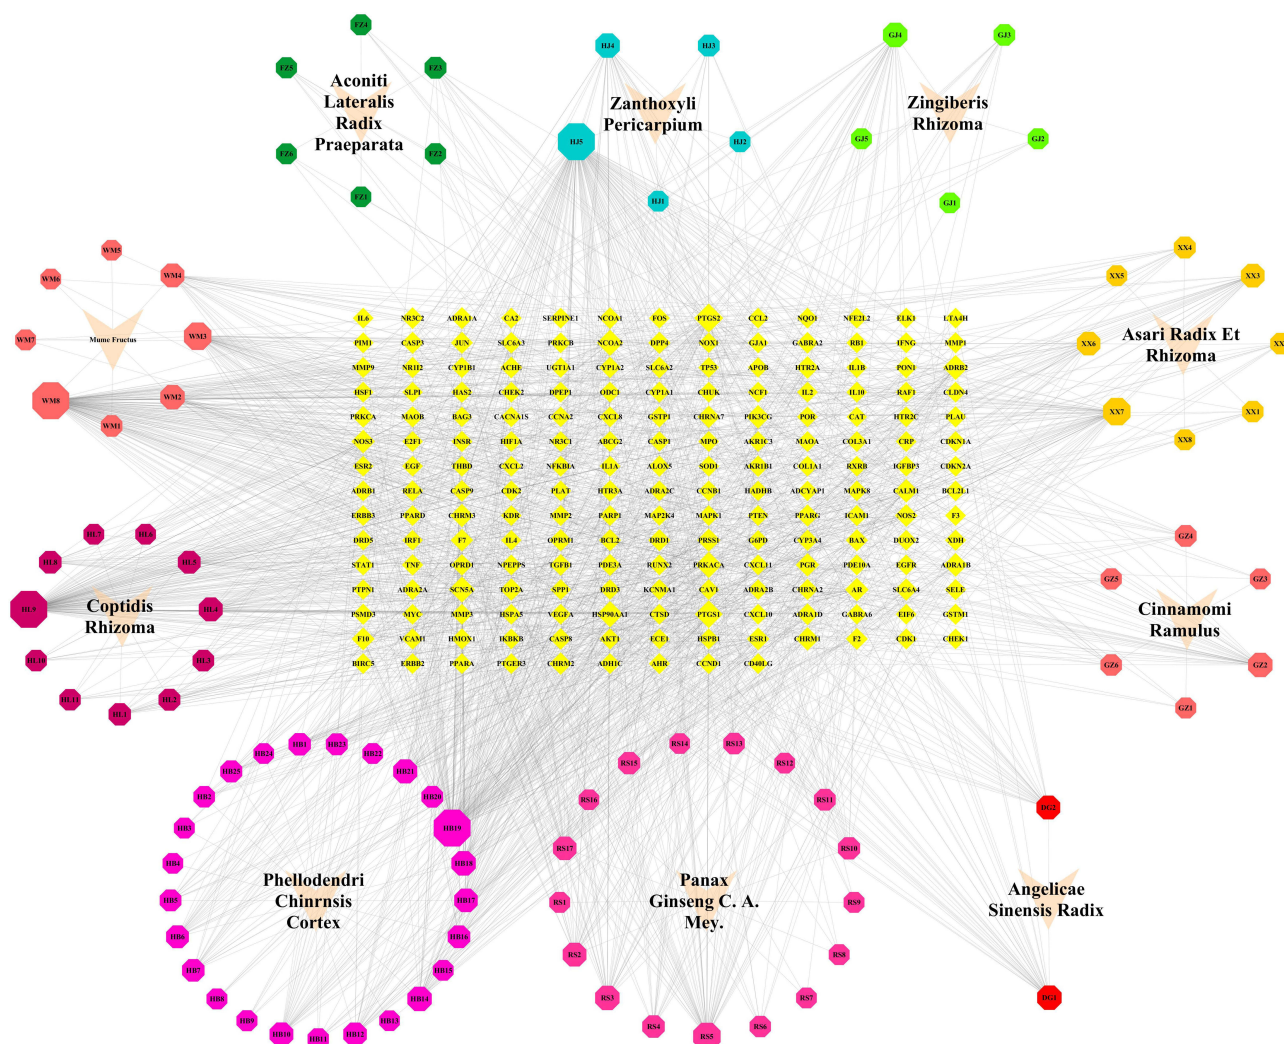 FZ4
FZ5
FZ3
FZ6
FZ2
FZ1
Aconiti
Lateralis
Radix
Praeparata
HJ4
HJ3
HJ5
HJ2
HJ1
Zanthoxyli
Pericarpium
GJ4
GJ3
GJ5
GJ2
GJ1
Zingiberis
Rhizoma
WM5
WM6
WM4
WM7
WM3
WM8
WM2
WM1
Mume Fructus
XX4
XX5
XX3
XX6
XX7
XX1
XX8
Asari Radix Et
Rhizoma
IL6 NR3C2 ADRA1A CA2 SERPINE1 NCOA1 FOS PTGS2 CCL2 NQO1 NFE2L2 ELK1 LTA4H
PIM1 CASP3 JUN SLC6A3 PRKCB NCOA2 DPP4 NOX1 GJA1 GABRA2 RB1 IFNG MMP1
MMP9 NR1I2 CYP1B1 ACHE UGT1A1 CYP1A2 SLC6A2 TP53 APOB HTR2A IL1B PON1 ADRB2
HSF1 SLPI HAS2 CHEK2 DPEP1 ODC1 CYP1A1 CHUK NCF1 IL2 IL10 RAF1 CLDN4
PRKCA MAOB BAG3 CACNA1S CCNA2 CXCL8 GSTP1 CHRNA7 PIK3CG POR CAT HTR2C PLAU
NOS3 E2F1 INSR HIF1A NR3C1 ABCG2 CASP1 MPO AKR1C3 MAOA COL3A1 CRP CDKN1A
ESR2 EGF THBD CXCL2 NFKBIA IL1A ALOX5 SOD1 AKR1B1 COL1A1 RXRB IGFBP3 CDKN2A
ADRB1 RELA CASP9 CDK2 PLAT HTR3A ADRA2C CCNB1 HADHB ADCYAP1 MAPK8 CALM1 BCL2L1
ERBB3 PPARD CHRM3 KDR MMP2 PARP1 MAP2K4 MAPK1 PTEN PPARG ICAM1 NOS2 F3
DRD5 IRF1 F7 IL4 OPRM1 BCL2 DRD1 PRSS1 G6PD CYP3A4 BAX DUOX2 XDH
STAT1 TNF OPRD1 NPEPPS TGFB1 PDE3A RUNX2 PRKACA CXCL11 PGR PDE10A EGFR ADRA1B
PTPN1 ADRA2A SCN5A TOP2A SPP1 DRD3 KCNMA1 CAV1 ADRA2B CHRNA2 AR SLC6A4 SELE
PSMD3 MYC MMP3 HSPA5 VEGFA HSP90AA1 CTSD PTGS1 CXCL10 ADRA1D GABRA6 EIF6 GSTM1
F10 VCAM1 HMOX1 IKBKB CASP8 AKT1 ECE1 HSPB1 ESR1 CHRM1 F2 CDK1 CHEK1
BIRC5 ERBB2 PPARA PTGER3 CHRM2 ADH1C AHR CCND1 CD40LG
HL7
HL6
HL8
HL5
HL9
HL4
HL10
HL3
HL11
HL2
HL1
Coptidis
Rhizoma
GZ4
GZ5
GZ3
GZ6
GZ2
GZ1
Cinnamomi
Ramulus
HB1
HB23
HB24
HB22
HB25
HB21
HB2
HB20
HB3
HB19
HB4
HB18
HB5
HB17
HB6
HB16
HB7
HB15
HB8
HB14
HB9
HB13
HB10
HB12
HB11
Phellodendri
Chinrnsis
Cortex
RS14
RS13
RS15
RS12
RS16
RS11
RS17
RS10
RS1
RS9
RS2
RS8
RS3
RS7
RS4
RS6
RS5
Panax
Ginseng C. A.
Mey.
DG2
DG1
Angelicae
Sinensis Radix